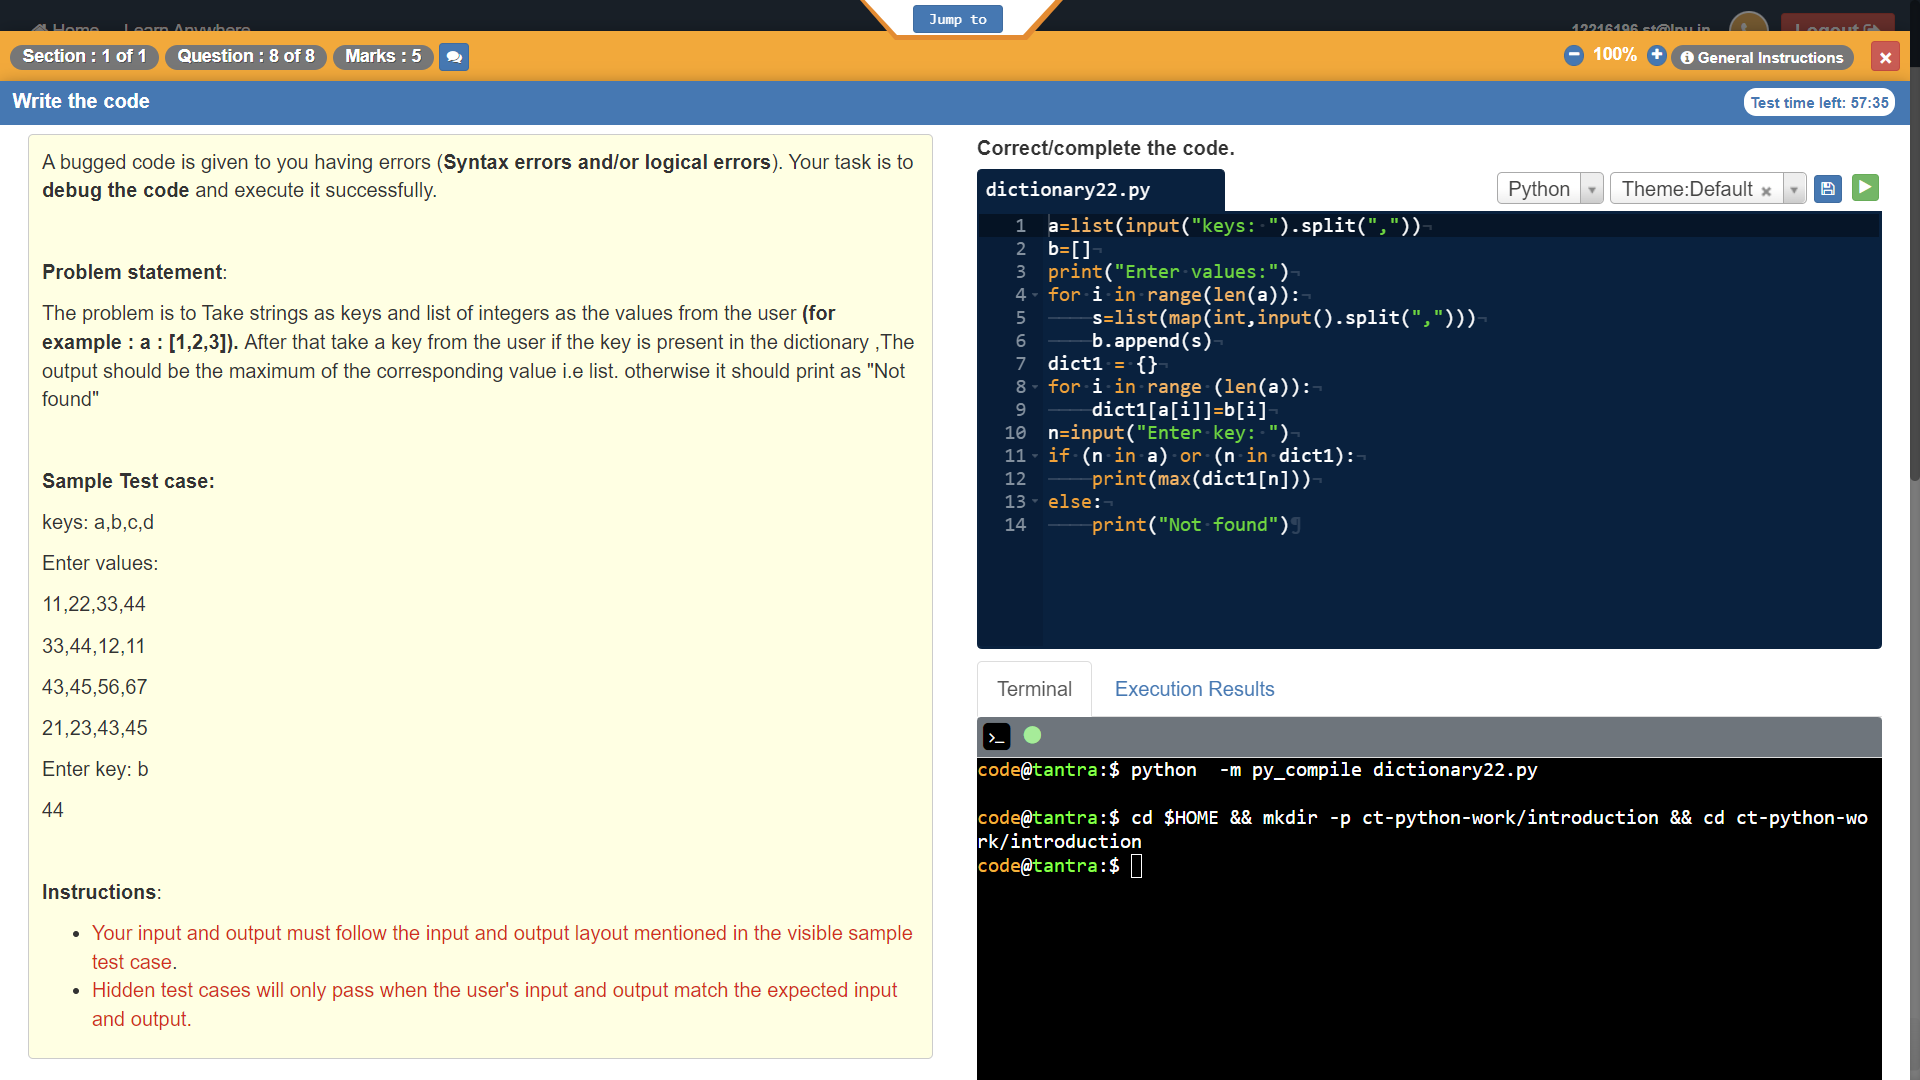 Home Learn Anywhere
Jump to
12216196.st@lpu.in
Logout
Section : 1 of 1
Question : 8 of 8
Marks : 5
100%
General Instructions
Write the code
Test time left: 57:35
A bugged code is given to you having errors (Syntax errors and/or logical errors). Your task is to
debug the code and execute it successfully.
Problem statement:
The problem is to Take strings as keys and list of integers as the values from the user (for
example : a : [1,2,3]). After that take a key from the user if the key is present in the dictionary ,The
output should be the maximum of the corresponding value i.e list. otherwise it should print as "Not
found"
Sample Test case:
keys: a,b,c,d
Enter values:
11,22,33,44
33,44,12,11
43,45,56,67
21,23,43,45
Enter key: b
44
Instructions:
Your input and output must follow the input and output layout mentioned in the visible sample
test case.
Hidden test cases will only pass when the user's input and output match the expected input
and output.
Correct/complete the code.
dictionary22.py
Python
Theme:Default
1 a=list(input("keys: ").split(","))
2 b=[]
3 print("Enter values:")
4 for i in range(len(a)):
5     s=list(map(int,input().split(",")))
6     b.append(s)
7 dict1 = {}
8 for i in range (len(a)):
9     dict1[a[i]]=b[i]
10 n=input("Enter key: ")
11 if (n in a) or (n in dict1):
12     print(max(dict1[n]))
13 else:
14     print("Not found")
Terminal
Execution Results
code@tantra:$ python  -m py_compile dictionary22.py
code@tantra:$ cd $HOME && mkdir -p ct-python-work/introduction && cd ct-python-wo
rk/introduction
code@tantra:$